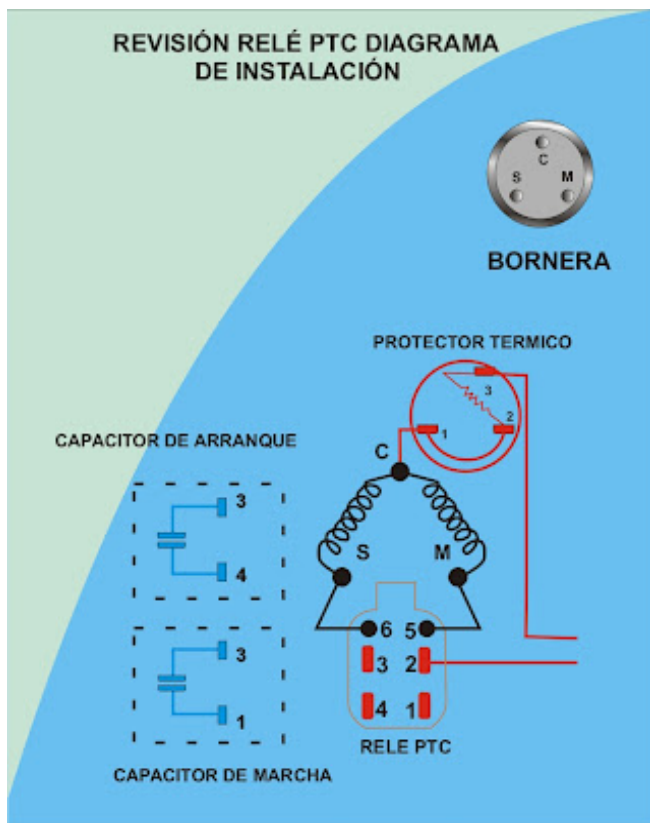 REVISIÓN RELÉ PTC DIAGRAMA
DE INSTALACIÓN
C
S M
BORNERA
PROTECTOR TERMICO
3
1 2
CAPACITOR DE ARRANQUE
C
3
4
S M
6 5
3 2
4 1
RELE PTC
3
1
CAPACITOR DE MARCHA